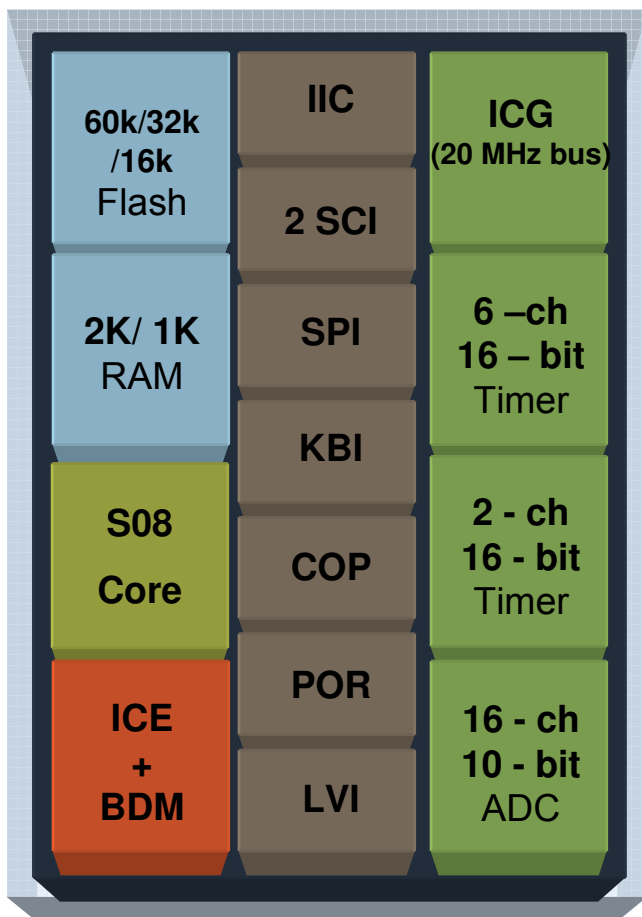 60k/32k
/16k
Flash
2K/ 1K
RAM
S08
Core
ICE
+
BDM
IIC
2 SCI
SPI
KBI
COP
POR
LVI
ICG
(20 MHz bus)
6 –ch
16 – bit
Timer
2 - ch
16 - bit
Timer
16 - ch
10 - bit
ADC